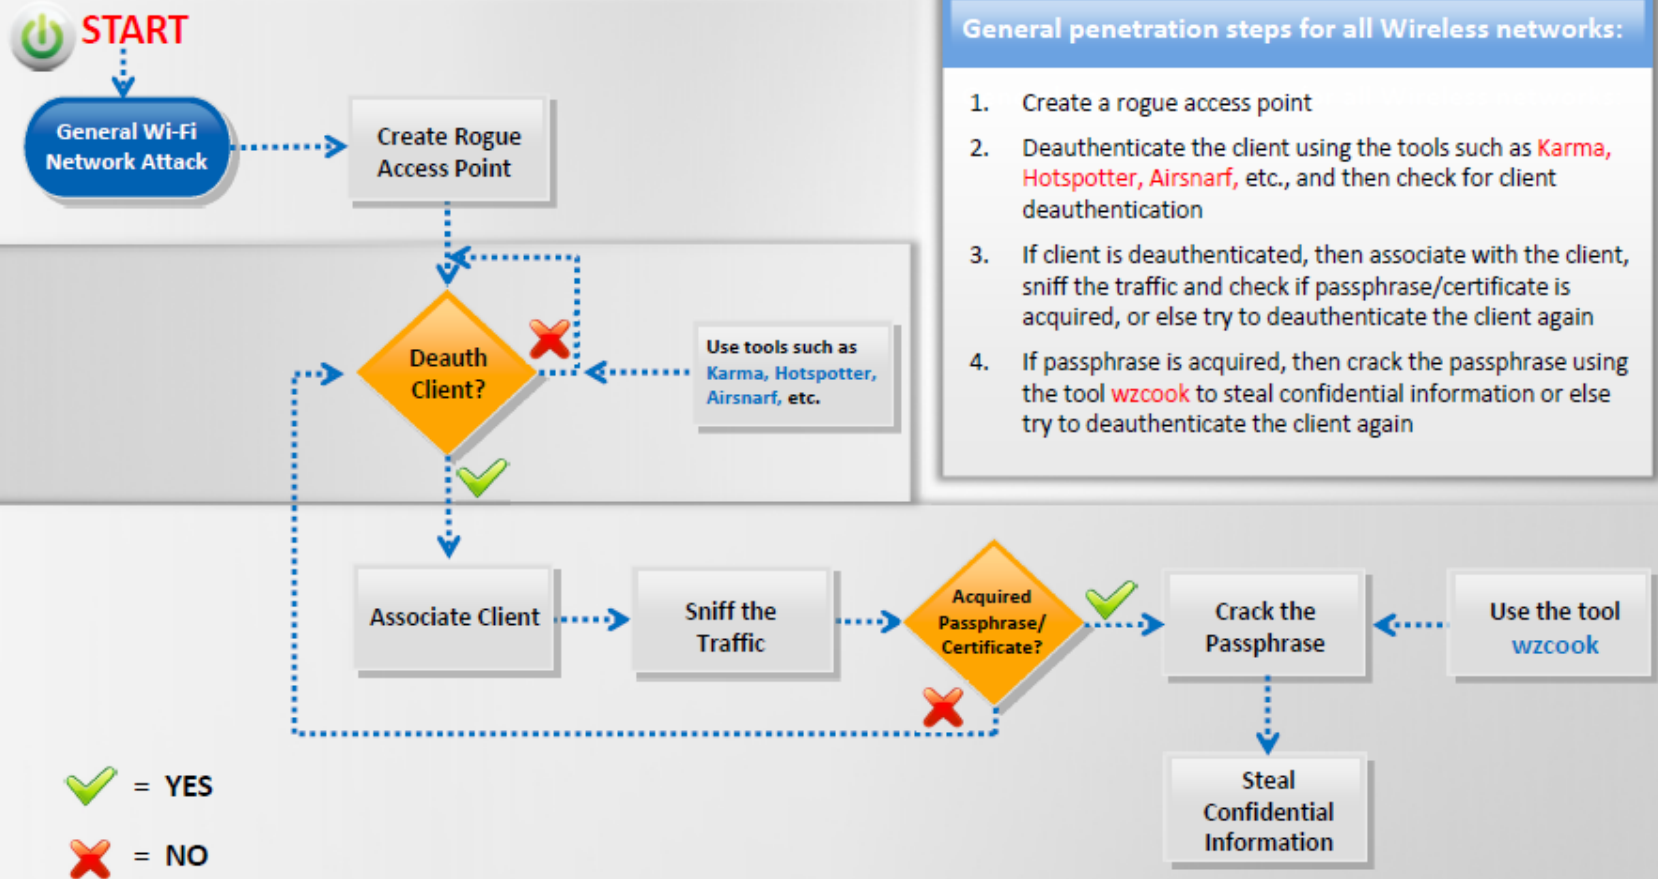 START
General Wi-Fi
Network Attack
Create Rogue
Access Point
Deauth
Client?
Use tools such as
Karma, Hotspotter,
Airsnarf, etc.
General penetration steps for all Wireless networks:
1. Create a rogue access point
2. Deauthenticate the client using the tools such as Karma,
Hotspotter, Airsnarf, etc., and then check for client
deauthentication
3. If client is deauthenticated, then associate with the client,
sniff the traffic and check if passphrase/certificate is
acquired, or else try to deauthenticate the client again
4. If passphrase is acquired, then crack the passphrase using
the tool wzcook to steal confidential information or else
try to deauthenticate the client again
Associate Client
Sniff the
Traffic
Acquired
Passphrase/
Certificate?
Crack the
Passphrase
Use the tool
wzcook
Steal
Confidential
Information
= YES
= NO